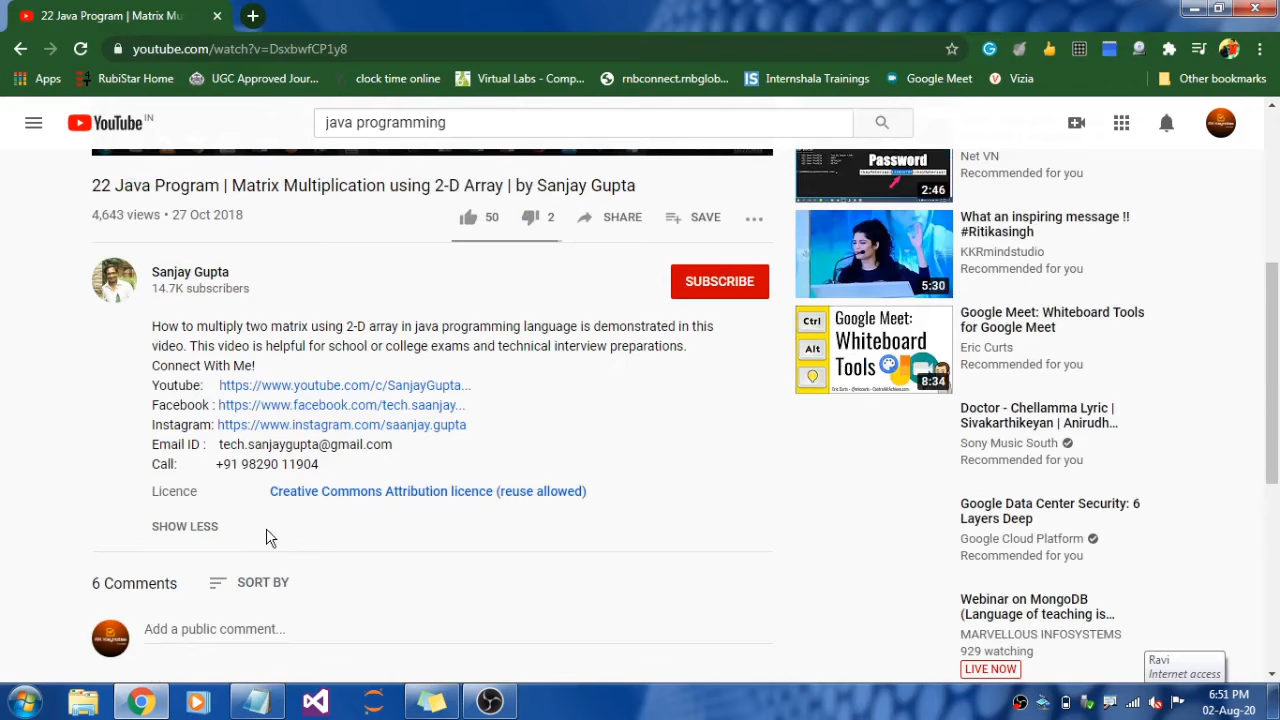 22 Java Program | Matrix Mu
youtube.com/watch?v=DsxbwfCP1y8
Apps
RubiStar Home
UGC Approved Jour...
clock time online
Virtual Labs - Comp...
rnbconnect.rnbglob...
IS
Internshala Trainings
Google Meet
Vizia
Other bookmarks
YouTube IN
java programming
Password
2:46
Net VN
Recommended for you
22 Java Program | Matrix Multiplication using 2-D Array | by Sanjay Gupta
4,643 views • 27 Oct 2018
50
2
SHARE
SAVE
What an inspiring message !!
#Ritikasingh
KKRmindstudio
Recommended for you
5:30
Sanjay Gupta
14.7K subscribers
SUBSCRIBE
How to multiply two matrix using 2-D array in java programming language is demonstrated in this
video. This video is helpful for school or college exams and technical interview preparations.
Connect With Me!
Youtube: https://www.youtube.com/c/SanjayGupta...
Facebook : https://www.facebook.com/tech.saanjay...
Instagram: https://www.instagram.com/saanjay.gupta
Email ID : tech.sanjaygupta@gmail.com
Call: +91 98290 11904
Licence
Creative Commons Attribution licence (reuse allowed)
SHOW LESS
Ctrl
Alt
Google Meet:
Whiteboard
Tools
8:34
Google Meet: Whiteboard Tools
for Google Meet
Eric Curts
Recommended for you
Doctor - Chellamma Lyric |
Sivakarthikeyan | Anirudh...
Sony Music South
Recommended for you
Google Data Center Security: 6
Layers Deep
Google Cloud Platform
Recommended for you
6 Comments
SORT BY
Add a public comment...
Webinar on MongoDB
(Language of teaching is...
MARVELLOUS INFOSYSTEMS
929 watching
LIVE NOW
Ravi
Internet access
6:51 PM
02-Aug-20